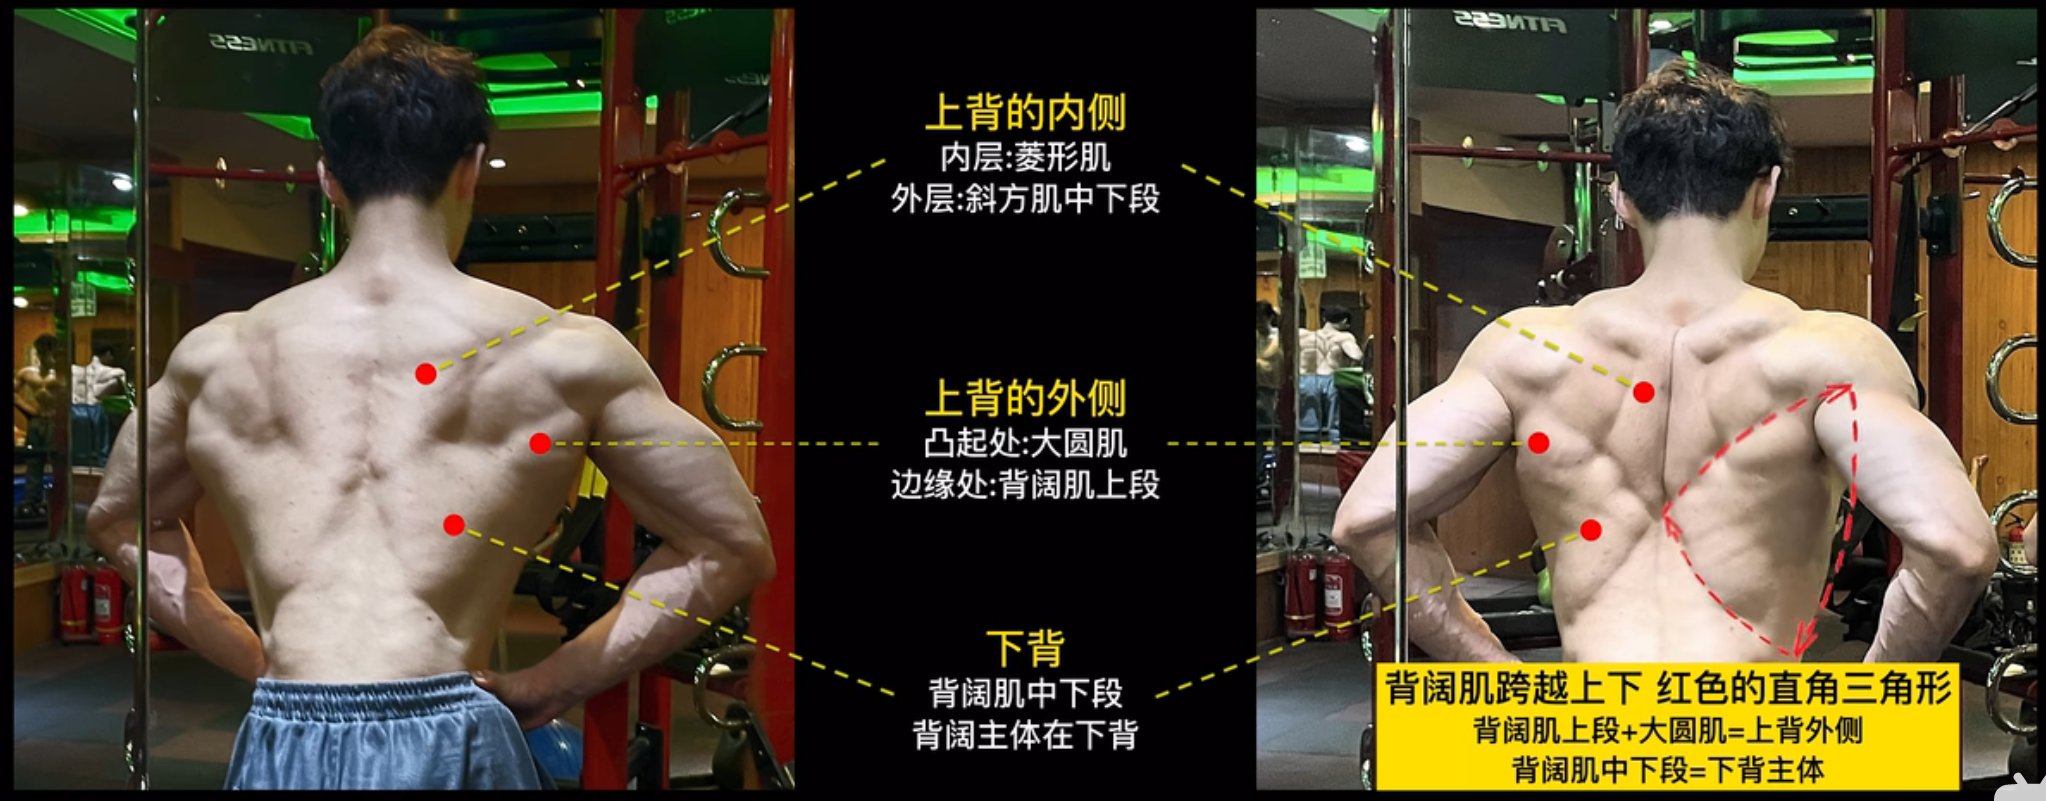 FITNESS
FITNESS
FITNESS
上背的内侧
内层:菱形肌
外层:斜方肌中下段
上背的外侧
凸起处:大圆肌
边缘处:背阔肌上段
下背
背阔肌中下段
背阔主体在下背
背阔肌跨越上下 红色的直角三角形
背阔肌上段+大圆肌=上背外侧
背阔肌中下段=下背主体